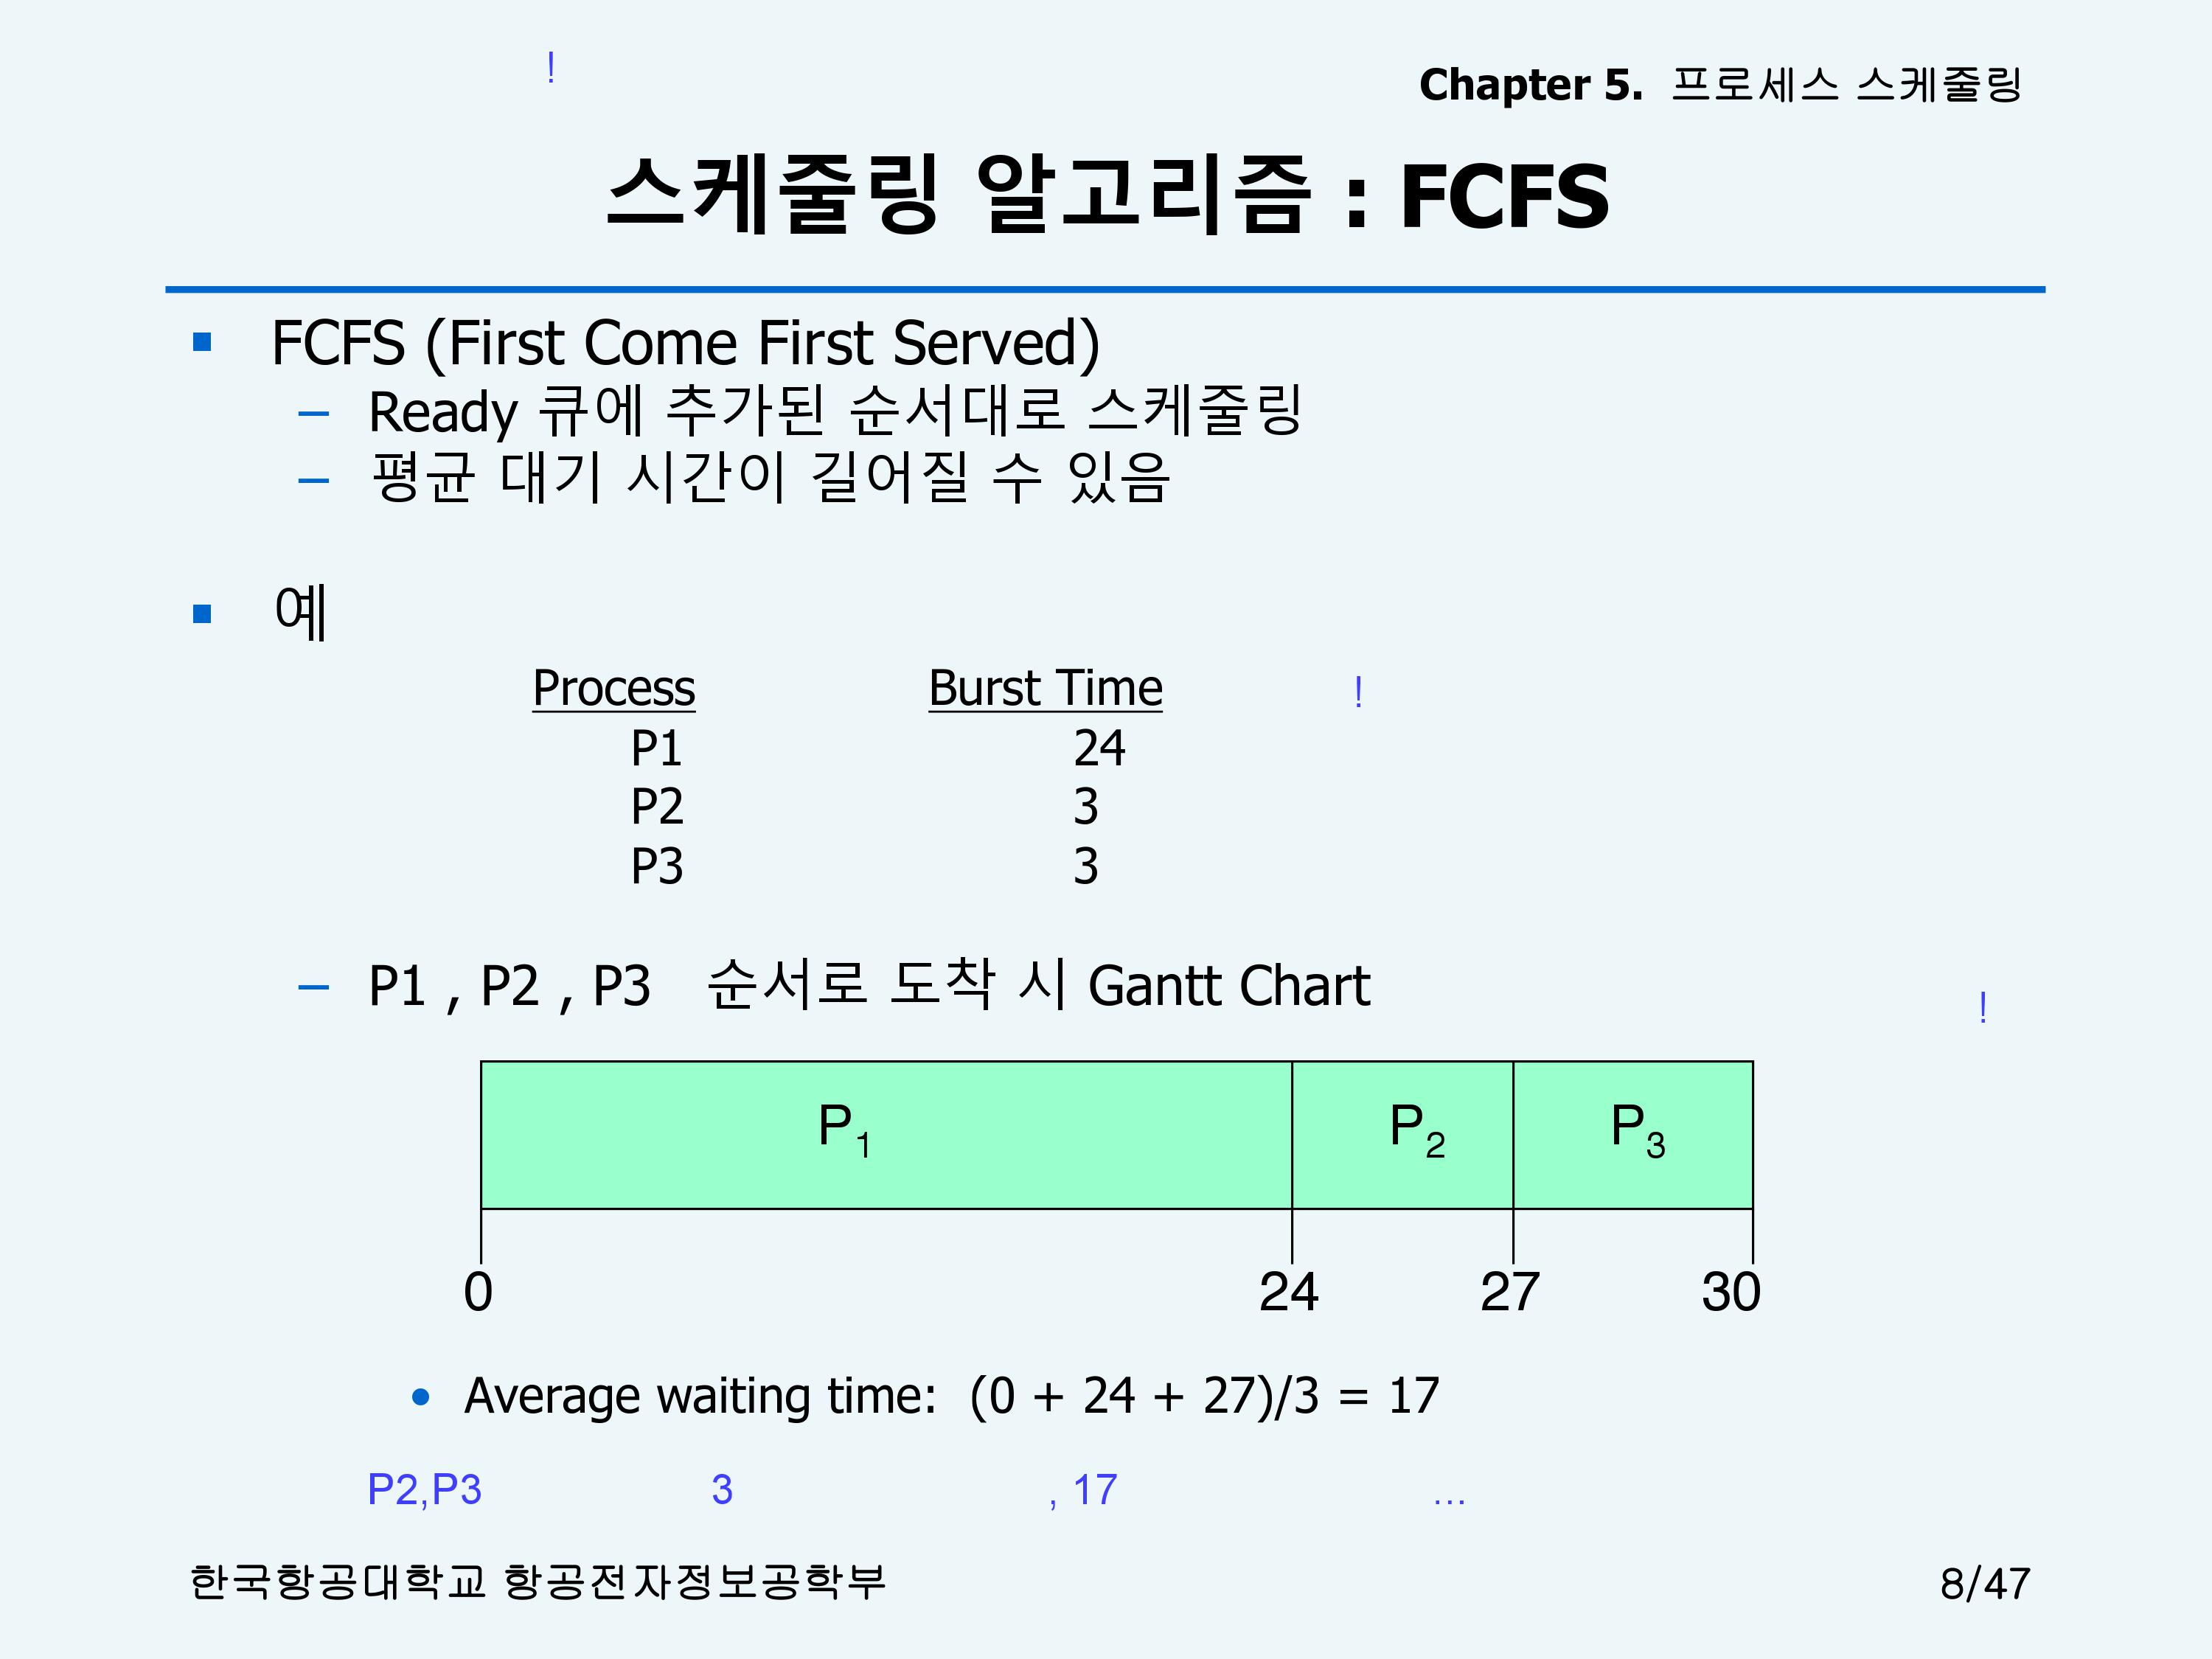 !
Chapter 5. 프로세스 스케줄링
스케줄링 알고리즘 : FCFS
▪ FCFS (First Come First Served)
– Ready 큐에 추가된 순서대로 스케줄링
– 평균 대기 시간이 길어질 수 있음
▪ 예
Process Burst Time !
P1 24
P2 3
P3 3
– P1 , P2 , P3 순서로 도착 시 Gantt Chart
!
P1 P2 P3
0 24 27 30
• Average waiting time: (0 + 24 + 27)/3 = 17
P2,P3 3 , 17 ...
한국항공대학교 항공전자정보공학부 8/47